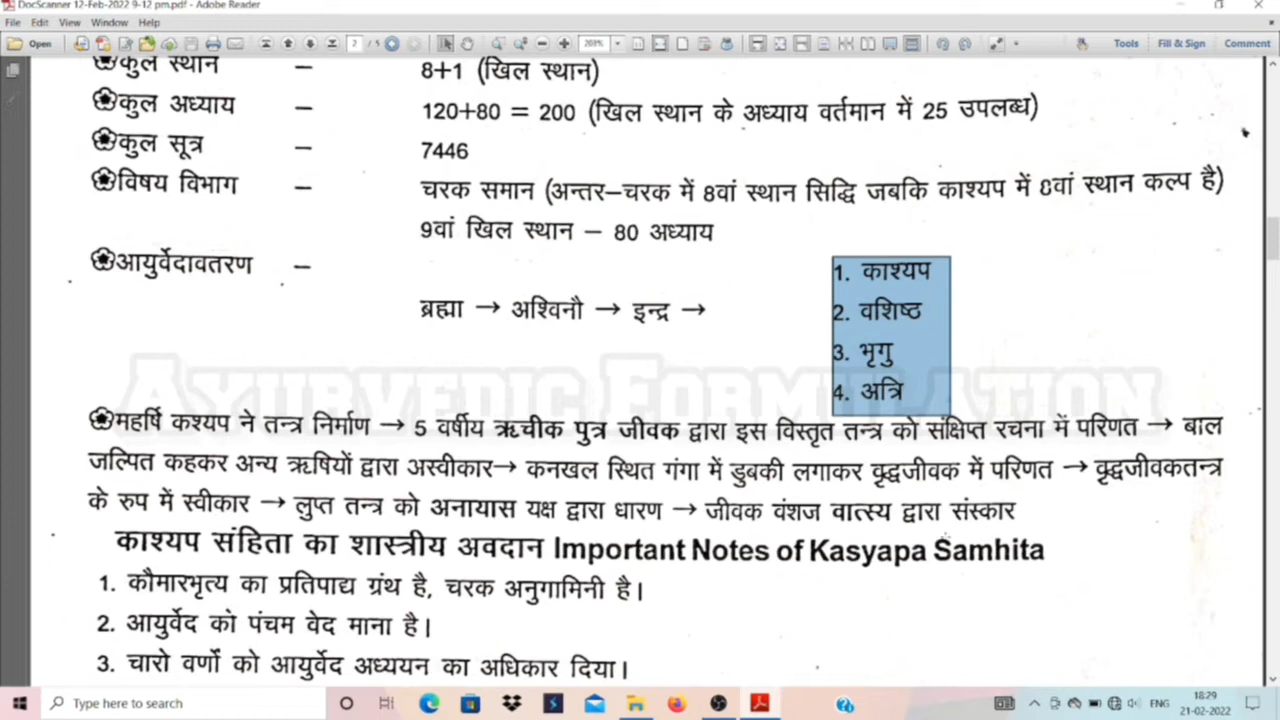 DocScanner 12-Feb-2022 9-12 pm.pdf - Adobe Reader
File Edit View Window Help
Open 2 / 203% Tools Fill & Sign Comment
कुल स्थान – 8+1 (खिल स्थान)
कुल अध्याय – 120+80 = 200 (खिल स्थान के अध्याय वर्तमान में 25 उपलब्ध)
कुल सूत्र – 7446
विषय विभाग – चरक समान (अन्तर–चरक में 8वां स्थान सिद्धि जबकि काश्यप में 8वां स्थान कल्प है)
9वां खिल स्थान – 80 अध्याय
आयुर्वेदावतरण –
1. काश्यप
ब्रह्मा → अश्विनौ → इन्द्र → 2. वशिष्ठ
3. भृगु
4. अत्रि
AYURVEDIC FORMULATION
महर्षि कश्यप ने तन्त्र निर्माण → 5 वर्षीय ऋचीक पुत्र जीवक द्वारा इस विस्तृत तन्त्र को संक्षिप्त रचना में परिणत → बाल
जल्पित कहकर अन्य ऋषियों द्वारा अस्वीकार→ कनखल स्थित गंगा में डुबकी लगाकर वृद्धजीवक में परिणत → वृद्धजीवकतन्त्र
के रुप में स्वीकार → लुप्त तन्त्र को अनायास यक्ष द्वारा धारण → जीवक वंशज वात्स्य द्वारा संस्कार
काश्यप संहिता का शास्त्रीय अवदान Important Notes of Kasyapa Samhita
1. कौमारभृत्य का प्रतिपाद्य ग्रंथ है, चरक अनुगामिनी है।
2. आयुर्वेद को पंचम वेद माना है।
3. चारो वर्णों को आयुर्वेद अध्ययन का अधिकार दिया।
Type here to search ENG 18:29
21-02-2022